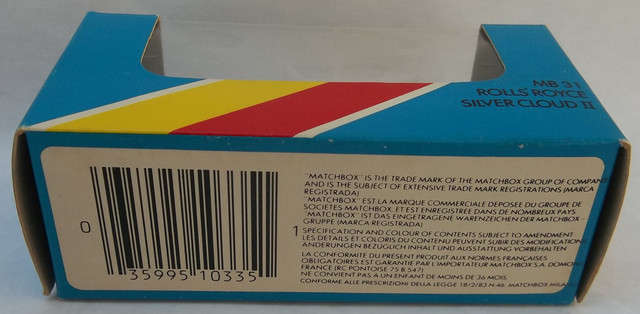 MB 31
ROLLS ROYCE
SILVER CLOUD II
"MATCHBOX" IS THE TRADE MARK OF THE MATCHBOX GROUP OF COMPAN
AND IS THE SUBJECT OF EXTENSIVE TRADE MARK REGISTRATIONS (MARCA
REGISTRADA)
"MATCHBOX" EST LA MARQUE COMMERCIALE DEPOSEE DU GROUPE DE
SOCIETES MATCHBOX, ET EST ENREGISTREE DANS DE NOMBREUX PAYS
"MATCHBOX" IST DAS EINGETRAGENE WARENZEICHEN DER MATCHBOX
GRUPPE (MARCA REGISTRADA)
SPECIFICATION AND COLOUR OF CONTENTS SUBJECT TO AMENDMENT
LES DETAILS ET COLORIS DU CONTENU PEUVENT SUBIR DES MODIFICATION
ÄNDERUNGEN BEZÜGLICH INHALT UND AUSSTATTUNG VORBEHALTEN
LA CONFORMITE DU PRESENT PRODUIT AUX NORMES FRANÇAISES
OBLIGATOIRES EST GARANTIE PAR L'IMPORTATEUR MATCHBOX S.A. DOMON
FRANCE (RC PONTOISE 75 B 547)
NE CONVIENT PAS A UN ENFANT DE MOINS DE 36 MOIS.
CONFORME ALLE PRESCRIZIONI DELLA LEGGE 18/2/83 N 46 MATCHBOX MILA
0 35995 10335 1